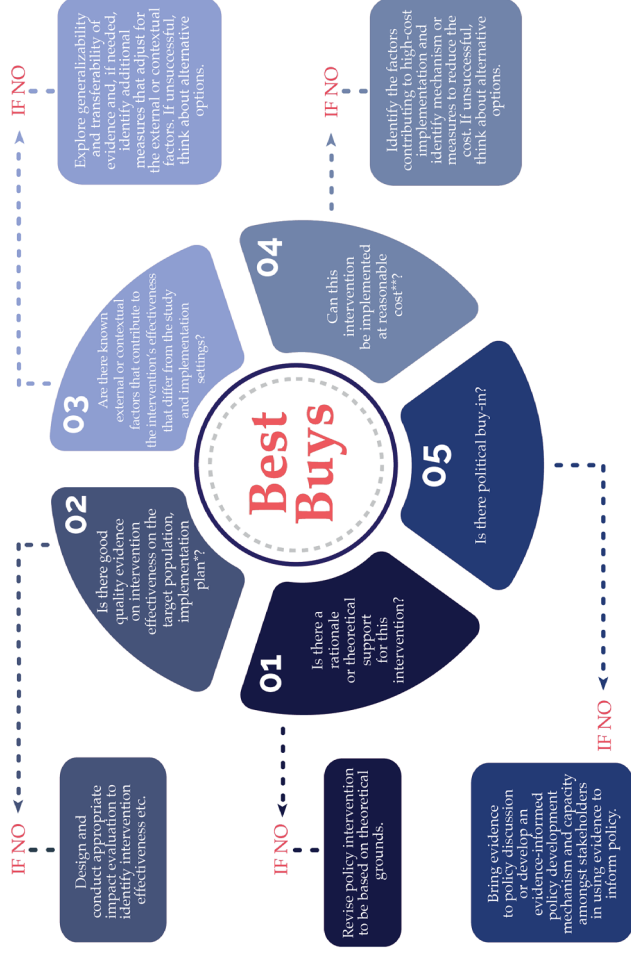 Best
Buys
01
Is there a
rationale
or theoretical
support
for this
intervention?
IF NO
Revise policy intervention
to be based on theoretical
grounds.
02
Is there good
quality evidence
on intervention
effectiveness on the
target population,
implementation
plan*?
IF NO
Design and
conduct appropriate
impact evaluation to
identify intervention
effectiveness etc.
03
Are there known
external or contextual
factors that contribute to
the intervention's effectiveness
that differ from the study
and implementation
settings?
IF NO
Explore generalizability
and transferability of
evidence and, if needed,
identify additional
measures that adjust for
the external or contextual
factors. If unsuccessful,
think about alternative
options.
04
Can this
intervention
be implemented
at reasonable
cost**?
IF NO
Identify the factors
contributing to high-cost
implementation and
identify mechanism or
measures to reduce the
cost. If unsuccessful,
think about alternative
options.
05
Is there political buy-in?
IF NO
Bring evidence
to policy discussion
or develop an
evidence-informed
policy development
mechanism and capacity
amongst stakeholders
in using evidence to
inform policy.